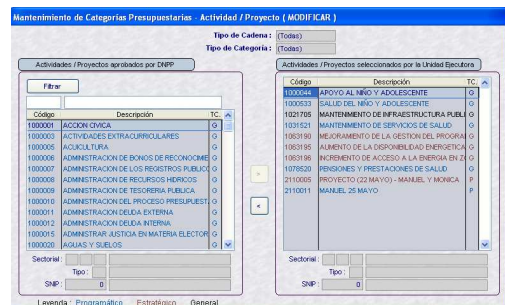 Mantenimiento de Categorías Presupuestarias - Actividad / Proyecto ( MODIFICAR )
Tipo de Cadena : (Todas)
Tipo de Categoría : (Todas)
Actividades / Proyectos aprobados por DNPP
Filtrar
Código Descripción TC.
1000001 ACCION CIVICA G
1000003 ACTIVIDADES EXTRACURRICULARES G
1000005 ACUICULTURA G
1000006 ADMINISTRACION DE BONOS DE RECONOCIMIE G
1000007 ADMINISTRACION DE LOS REGISTROS PUBLICO G
1000008 ADMINISTRACION DE RECURSOS HIDRICOS G
1000009 ADMINISTRACION DE TESORERIA PUBLICA G
1000010 ADMINISTRACION DEL PROCESO PRESUPUEST. G
1000011 ADMINISTRACION DEUDA EXTERNA G
1000012 ADMINISTRACION DEUDA INTERNA G
1000015 ADMINISTRAR JUSTICIA EN MATERIA ELECTOR G
1000020 AGUAS Y SUELOS G
Sectorial :
Tipo :
SNIP : 0
>
<
Actividades / Proyectos seleccionados por la Unidad Ejecutora
Código Descripción TC.
1000044 APOYO AL NIÑO Y ADOLESCENTE G
1000533 SALUD DEL NIÑO Y ADOLESCENTE G
1021705 MANTENIMIENTO DE INFRAESTRUCTURA PUBLI G
1031521 MANTENIMIENTO DE SERVICIOS DE SALUD G
1063190 MEJORAMIENTO DE LA GESTION DEL PROGRAI G
1063195 AUMENTO DE LA DISPONIBILIDAD ENERGETICA G
1063196 INCREMENTO DE ACCESO A LA ENERGIA EN Z( G
1078520 PENSIONES Y PRESTACIONES DE SALUD G
2110005 PROYECTO (22 MAYO) - MANUEL Y MONICA P
2110011 MANUEL 25 MAYO P
Sectorial :
Tipo :
SNIP : 0
Leyenda : Programático Estratégico General